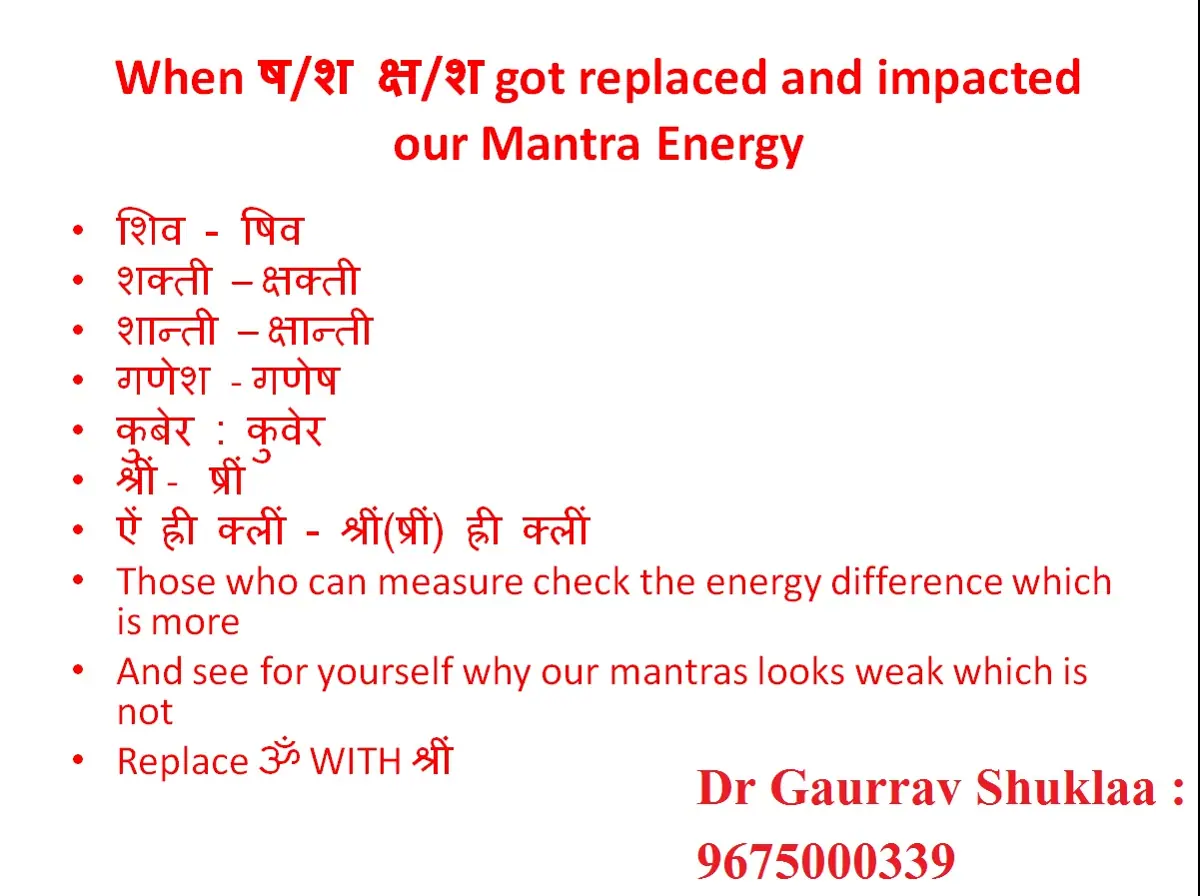 When ष/श क्ष/श got replaced and impacted
our Mantra Energy
• शिव - षिव
• शक्ती – क्षक्ती
• शान्ती – क्षान्ती
• गणेश - गणेष
• कुबेर : कुवेर
• श्रीं - ष्रीं
• ऐं ह्री क्लीं - श्रीं(ष्रीं) ह्री क्लीं
• Those who can measure check the energy difference which
is more
• And see for yourself why our mantras looks weak which is
not
• Replace ॐ WITH श्रीं
Dr Gaurrav Shuklaa :
9675000339